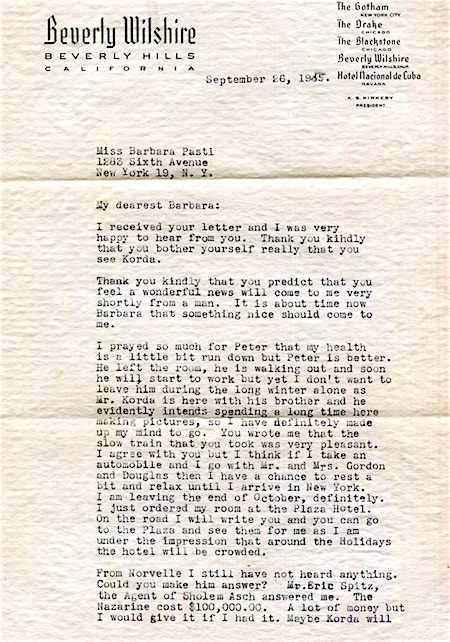 Beverly Wilshire
BEVERLY HILLS
CALIFORNIA
The Gotham
NEW YORK CITY
The Drake
CHICAGO
The Blackstone
CHICAGO
Beverly Wilshire
BEVERLY HILLS, CALIF.
Hotel Nacional de Cuba
HAVANA
A. S. KIRKEBY
PRESIDENT
September 26, 1945.
Miss Barbara Pasti
1283 Sixth Avenue
New York 19, N. Y.
My dearest Barbara:
I received your letter and I was very
happy to hear from you. Thank you kihdly
that you bother yourself really that you
see Korda.
Thank you kindly that you predict that you
feel a wonderful news will come to me very
shortly from a man. It is about time now
Barbara that something nice should come to
me.
I prayed so much for Peter that my health
is a little bit run down but Peter is better.
He left the room, he is walking out and soon
he will start to work but yet I don't want to
leave him during the long winter alone as
Mr. Korda is here with his brother and he
evidently intends spending a long time here
making pictures, so I have definitely made
up my mind to go. You wrote me that the
slow train that you took was very pleasant.
I agree with you but I think if I take an
automobile and I go with Mr. and Mrs. Gordon
and Douglas then I have a chance to rest a
bit and relax until I arrive in New York.
I am leaving the end of October, definitely.
I just ordered my room at the Plaza Hotel.
On the road I will write you and you can go
to the Plaza and see them for me as I am
under the impression that around the Holidays
the hotel will be crowded.
From Norvelle I still have not heard anything.
Could you make him answer? Mr.Eric Spitz,
the Agent of Sholem Asch answered me. The
Nazarine cost $100,000.00. A lot of money but
I would give it if I had it. Maybe Korda will